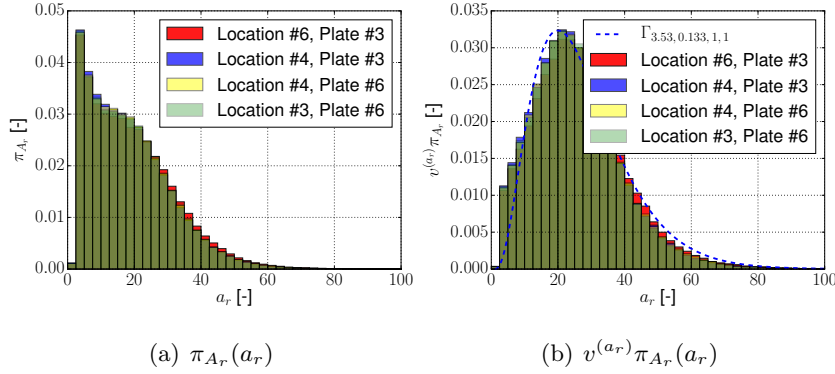 0.05
0.04
0.03
0.02
0.01
0.00
π_{A_r} [-]
0 20 40 60 80 100
a_r [-]
Location #6, Plate #3
Location #4, Plate #3
Location #4, Plate #6
Location #3, Plate #6
(a) π_{A_r}(a_r)
0.035
0.030
0.025
0.020
0.015
0.010
0.005
0.000
v^{(a_r)}π_{A_r} [-]
0 20 40 60 80 100
a_r [-]
Γ_{3.53,0.133,1,1}
Location #6, Plate #3
Location #4, Plate #3
Location #4, Plate #6
Location #3, Plate #6
(b) v^{(a_r)}π_{A_r}(a_r)